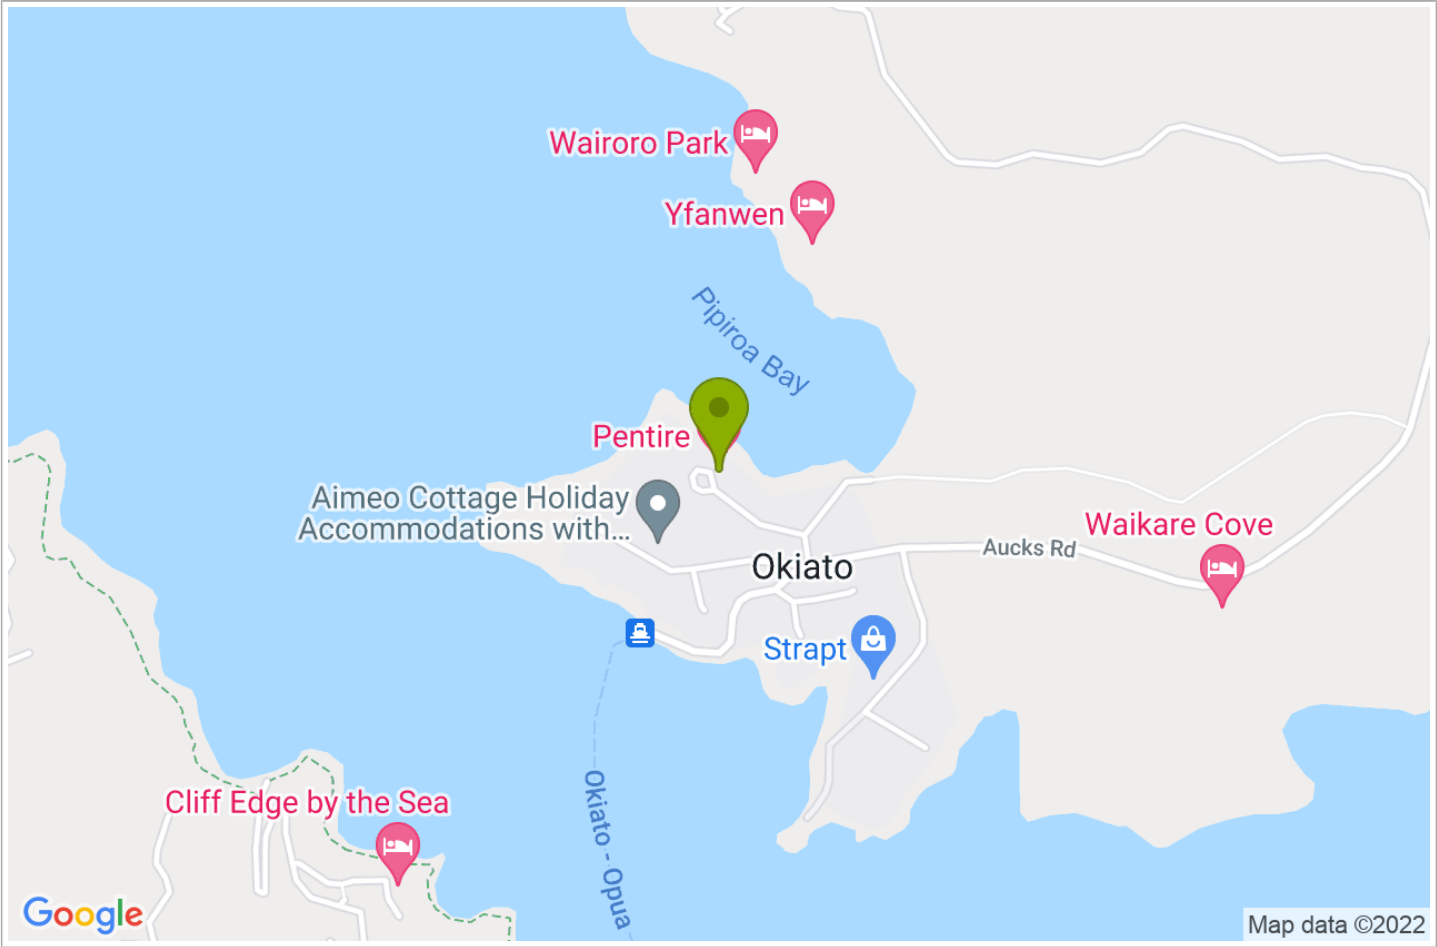 Wairoro Park
Yfanwen
Pipiroa Bay
Pentire
Aimeo Cottage Holiday
Accommodations with...
Waikare Cove
Aucks Rd
Okiato
Strapt
Okiato - Opua
Cliff Edge by the Sea
Google
Map data ©2022